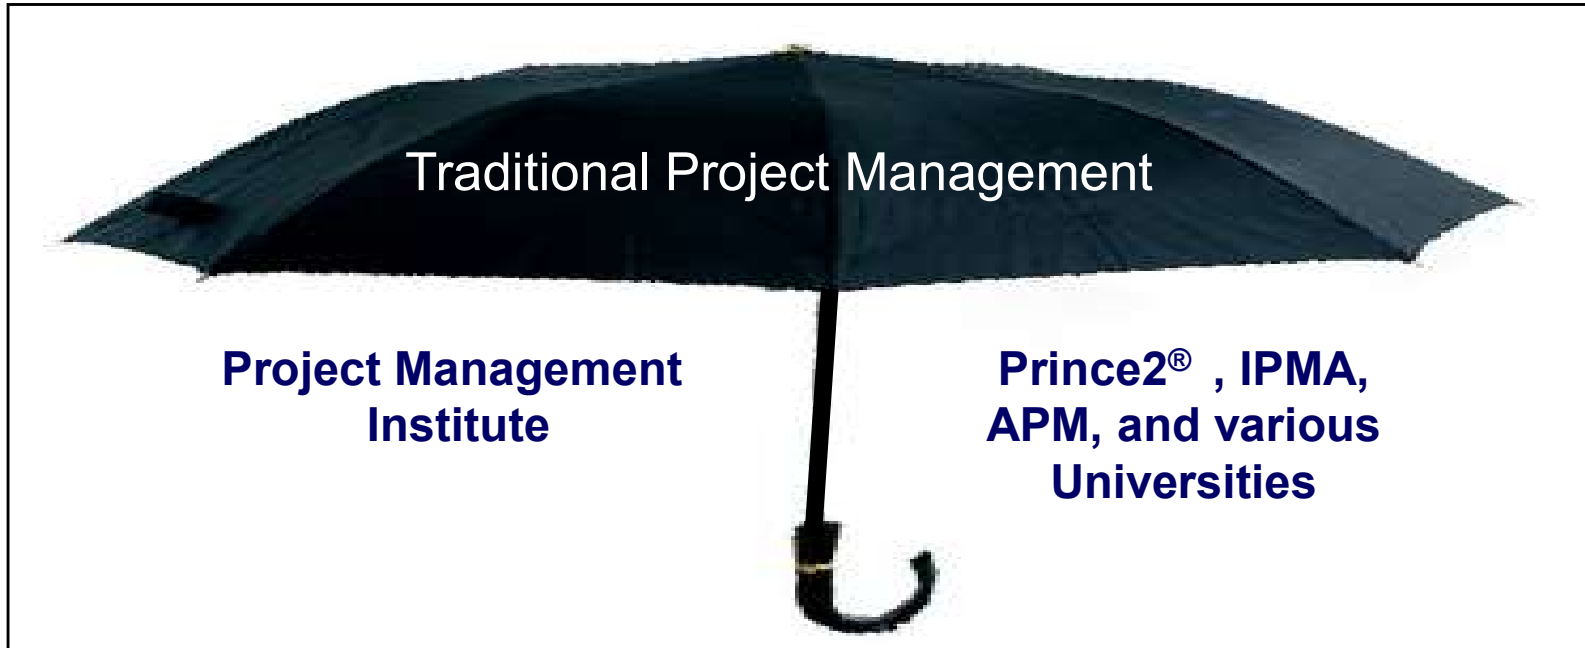 Traditional Project Management
Project Management
Institute
Prince2® , IPMA,
APM, and various
Universities